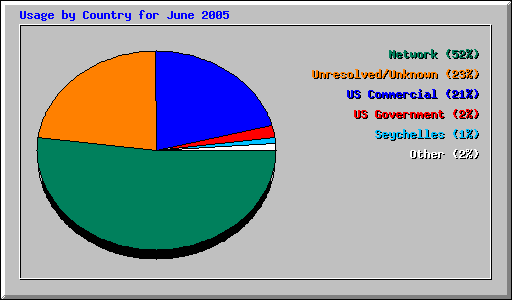 Usage by Country for June 2005
Network (52%)
Unresolved/Unknown (23%)
US Commercial (21%)
US Government (2%)
Seychelles (1%)
Other (2%)